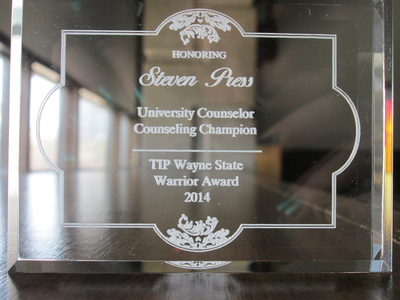 HONORING
Steven Press
University Counselor
Counseling Champion
TIP Wayne State
Warrior Award
2014